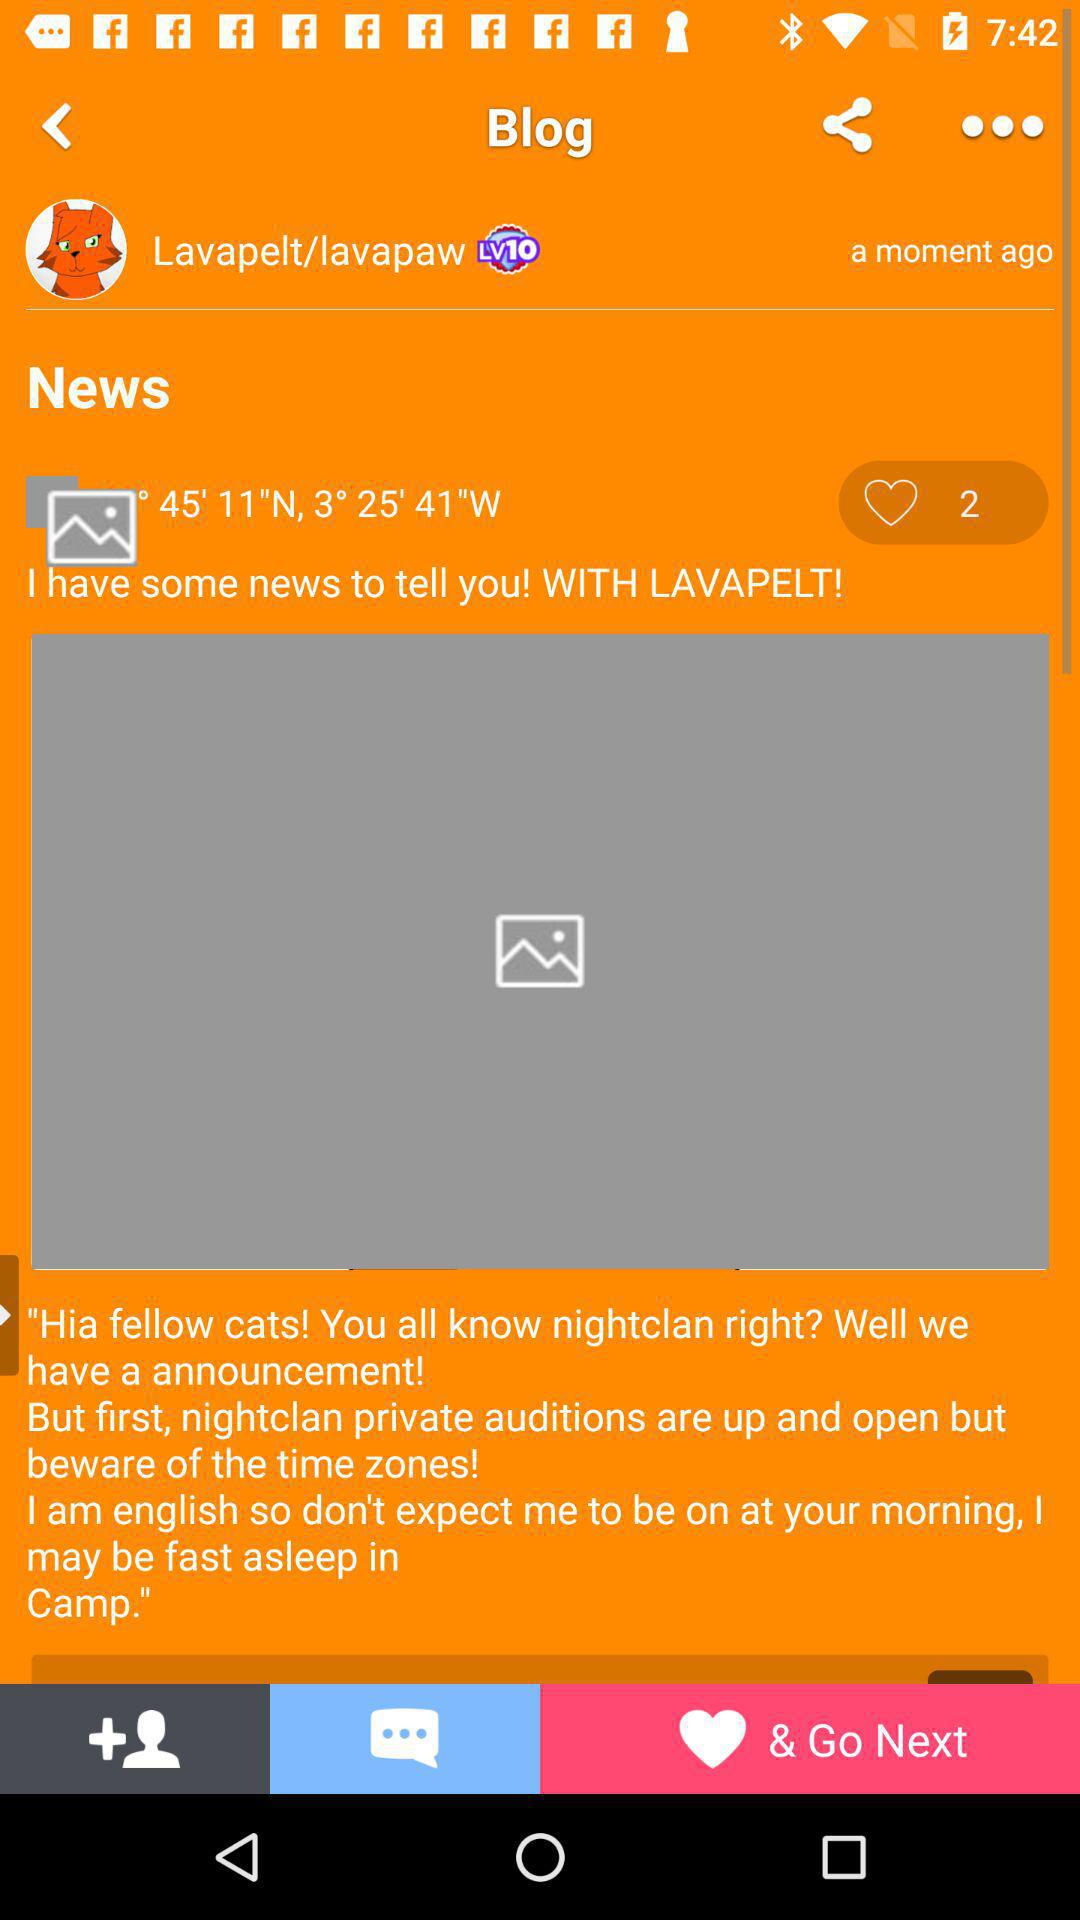 7:42
Blog
Lavapelt/lavapaw LV10 a moment ago
News
° 45' 11"N, 3° 25' 41"W 2
I have some news to tell you! WITH LAVAPELT!
"Hia fellow cats! You all know nightclan right? Well we
have a announcement!
But first, nightclan private auditions are up and open but
beware of the time zones!
I am english so don't expect me to be on at your morning, I
may be fast asleep in
Camp."
& Go Next